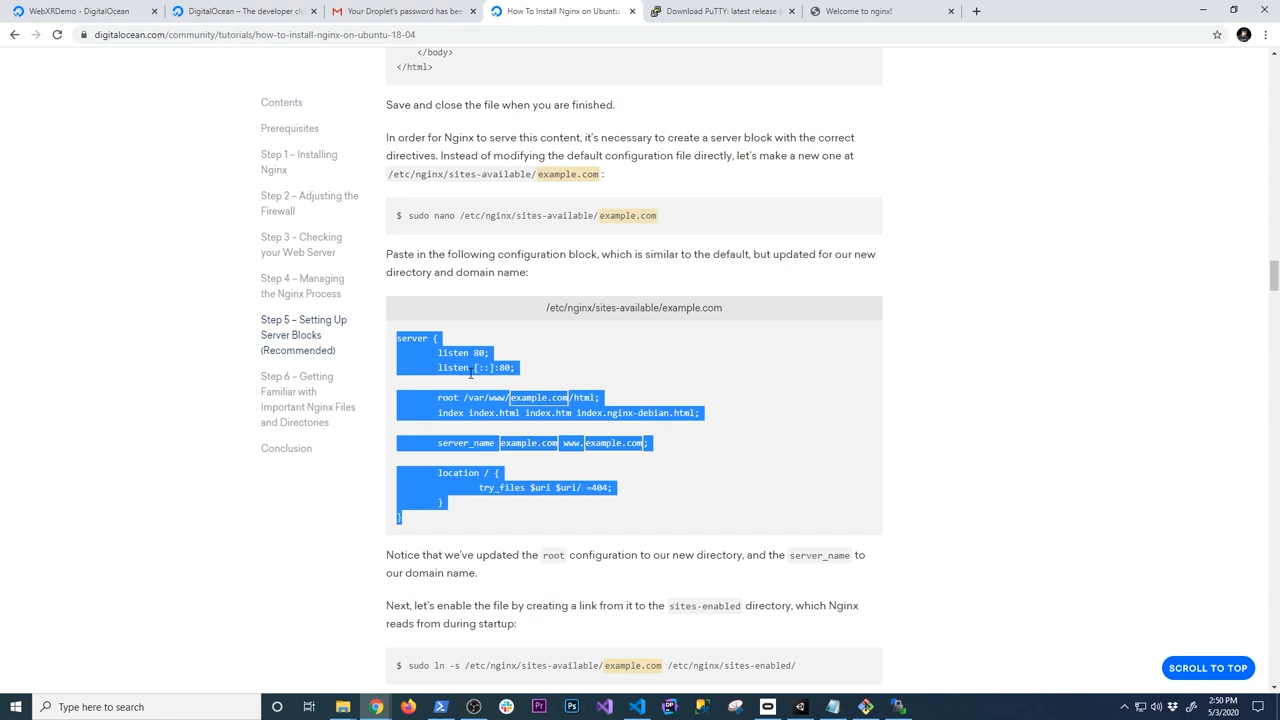 WebXRDemo - DigitalOcean
DigitalOcean – The developer clo
Your Droplet's password has bee
How To Install Nginx on Ubuntu
Download PuTTY: latest release (
Welcome to nginx!
digitalocean.com/community/tutorials/how-to-install-nginx-on-ubuntu-18-04
</body>
</html>
Contents
Prerequisites
Step 1 – Installing
Nginx
Step 2 – Adjusting the
Firewall
Step 3 – Checking
your Web Server
Step 4 – Managing
the Nginx Process
Step 5 – Setting Up
Server Blocks
(Recommended)
Step 6 – Getting
Familiar with
Important Nginx Files
and Directories
Conclusion
Save and close the file when you are finished.
In order for Nginx to serve this content, it's necessary to create a server block with the correct
directives. Instead of modifying the default configuration file directly, let's make a new one at
/etc/nginx/sites-available/example.com :
$ sudo nano /etc/nginx/sites-available/example.com
Paste in the following configuration block, which is similar to the default, but updated for our new
directory and domain name:
/etc/nginx/sites-available/example.com
server {
listen 80;
listen [::]:80;
root /var/www/example.com/html;
index index.html index.htm index.nginx-debian.html;
server_name example.com www.example.com;
location / {
try_files $uri $uri/ =404;
}
}
Notice that we've updated the root configuration to our new directory, and the server_name to
our domain name.
Next, let's enable the file by creating a link from it to the sites-enabled directory, which Nginx
reads from during startup:
$ sudo ln -s /etc/nginx/sites-available/example.com /etc/nginx/sites-enabled/
SCROLL TO TOP
Type here to search
2:50 PM
5/3/2020